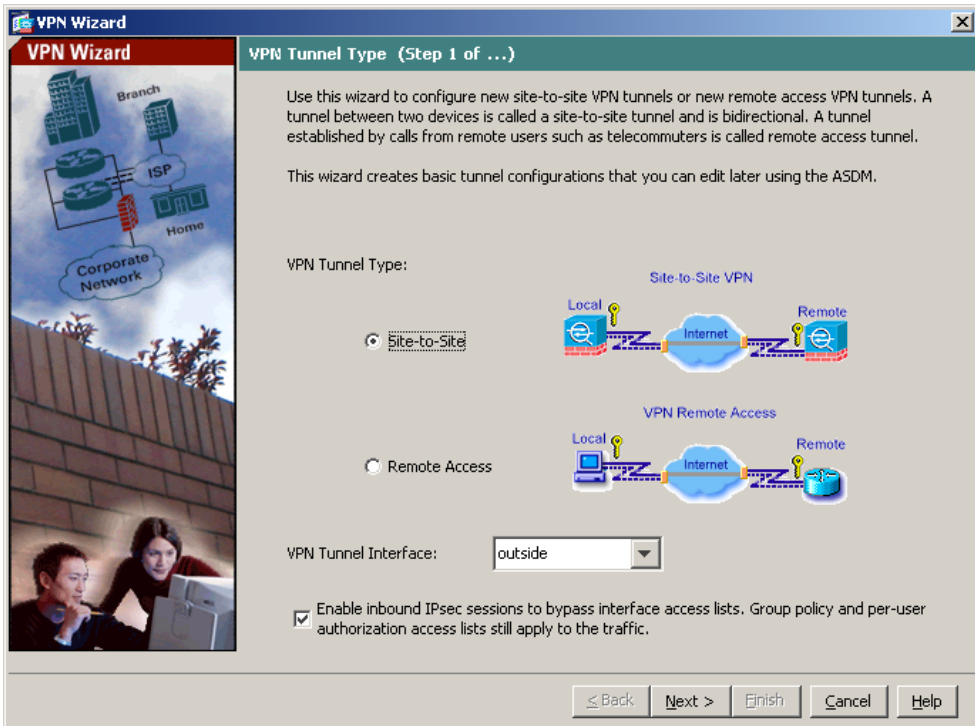 VPN Wizard
VPN Wizard
VPN Tunnel Type (Step 1 of ...)
Branch
ISP
Home
Corporate
Network
Use this wizard to configure new site-to-site VPN tunnels or new remote access VPN tunnels. A
tunnel between two devices is called a site-to-site tunnel and is bidirectional. A tunnel
established by calls from remote users such as telecommuters is called remote access tunnel.
This wizard creates basic tunnel configurations that you can edit later using the ASDM.
VPN Tunnel Type:
Site-to-Site VPN
Local
Remote
Internet
Site-to-Site
VPN Remote Access
Local
Remote
Internet
Remote Access
VPN Tunnel Interface:
outside
Enable inbound IPsec sessions to bypass interface access lists. Group policy and per-user
authorization access lists still apply to the traffic.
< Back
Next >
Finish
Cancel
Help